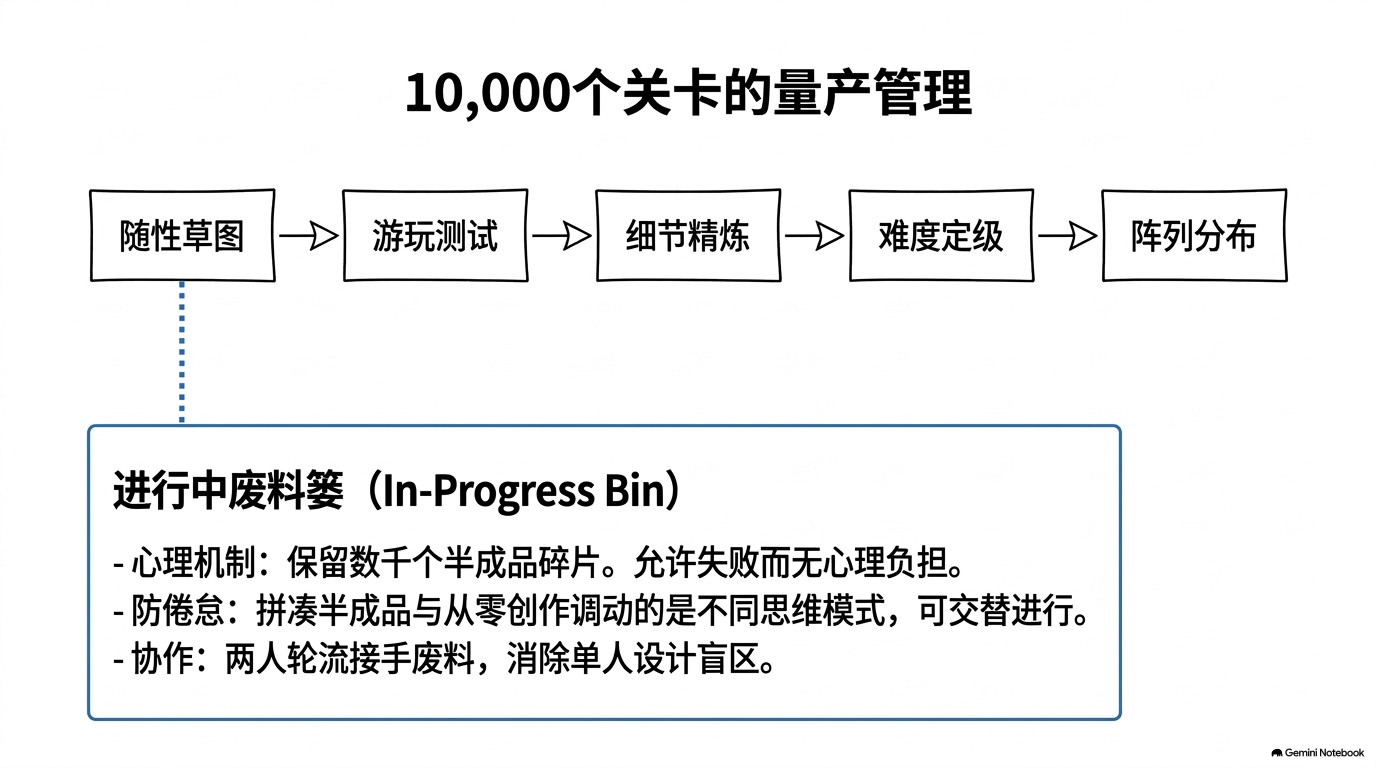 10,000个关卡的量产管理
随性草图
游玩测试
细节精炼
难度定级
阵列分布
进行中废料篓（In-Progress Bin）
- 心理机制：保留数千个半成品碎片。允许失败而无心理负担。
- 防倦怠：拼凑半成品与从零创作调动的是不同思维模式，可交替进行。
- 协作：两人轮流接手废料，消除单人设计盲区。
Gemini Notebook